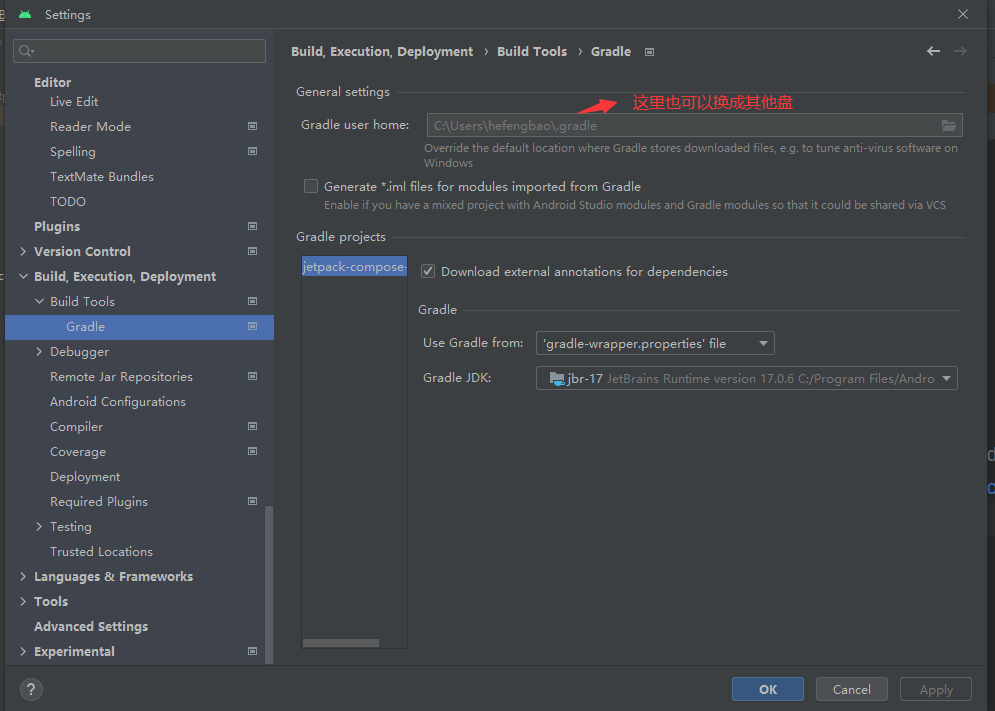 Settings
Editor
Live Edit
Reader Mode
Spelling
TextMate Bundles
TODO
Plugins
Version Control
Build, Execution, Deployment
Build Tools
Gradle
Debugger
Remote Jar Repositories
Android Configurations
Compiler
Coverage
Deployment
Required Plugins
Testing
Trusted Locations
Languages & Frameworks
Tools
Advanced Settings
Experimental
Build, Execution, Deployment › Build Tools › Gradle
General settings
这里也可以换成其他盘
Gradle user home: C:\Users\hefengbao\.gradle
Override the default location where Gradle stores downloaded files, e.g. to tune anti-virus software on
Windows
Generate *.iml files for modules imported from Gradle
Enable if you have a mixed project with Android Studio modules and Gradle modules so that it could be shared via VCS
Gradle projects
jetpack-compose-
Download external annotations for dependencies
Gradle
Use Gradle from: 'gradle-wrapper.properties' file
Gradle JDK: jbr-17 JetBrains Runtime version 17.0.6 C:/Program Files/Andro
?
OK
Cancel
Apply